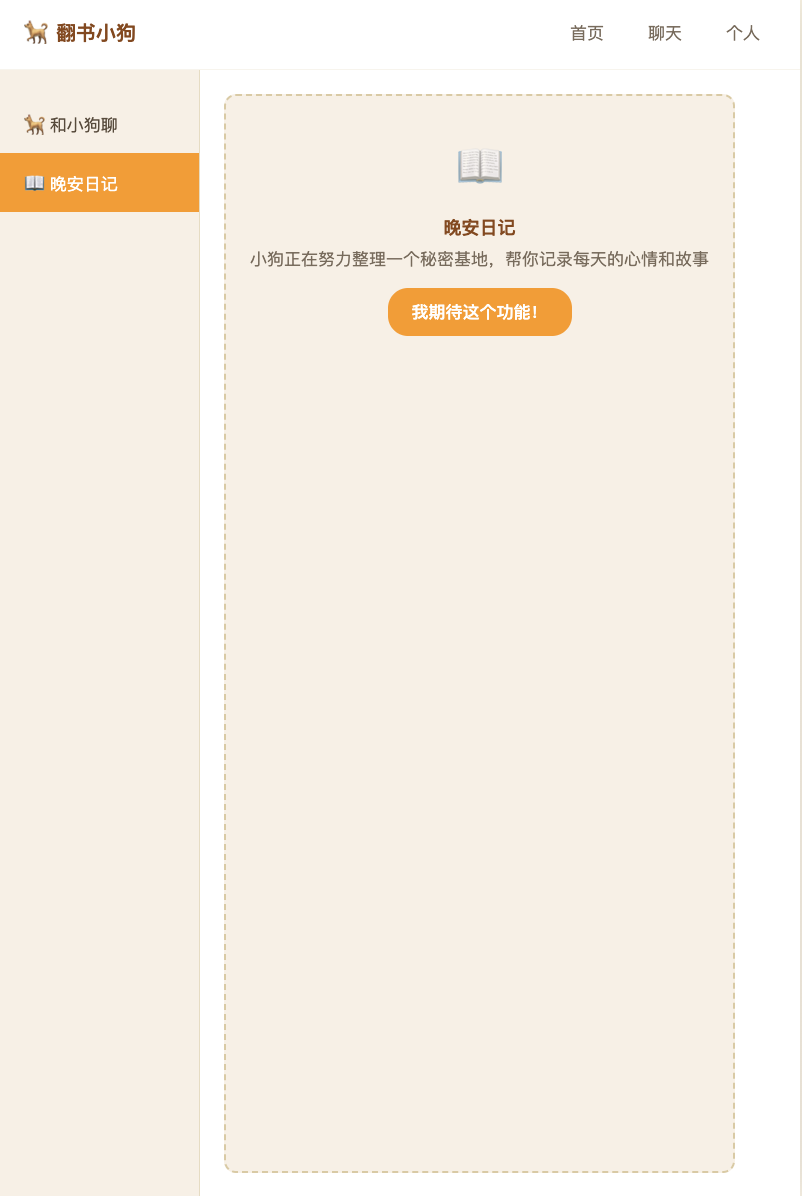 翻书小狗
首页
聊天
个人
和小狗聊
晚安日记
晚安日记
小狗正在努力整理一个秘密基地，帮你记录每天的心情和故事
我期待这个功能！